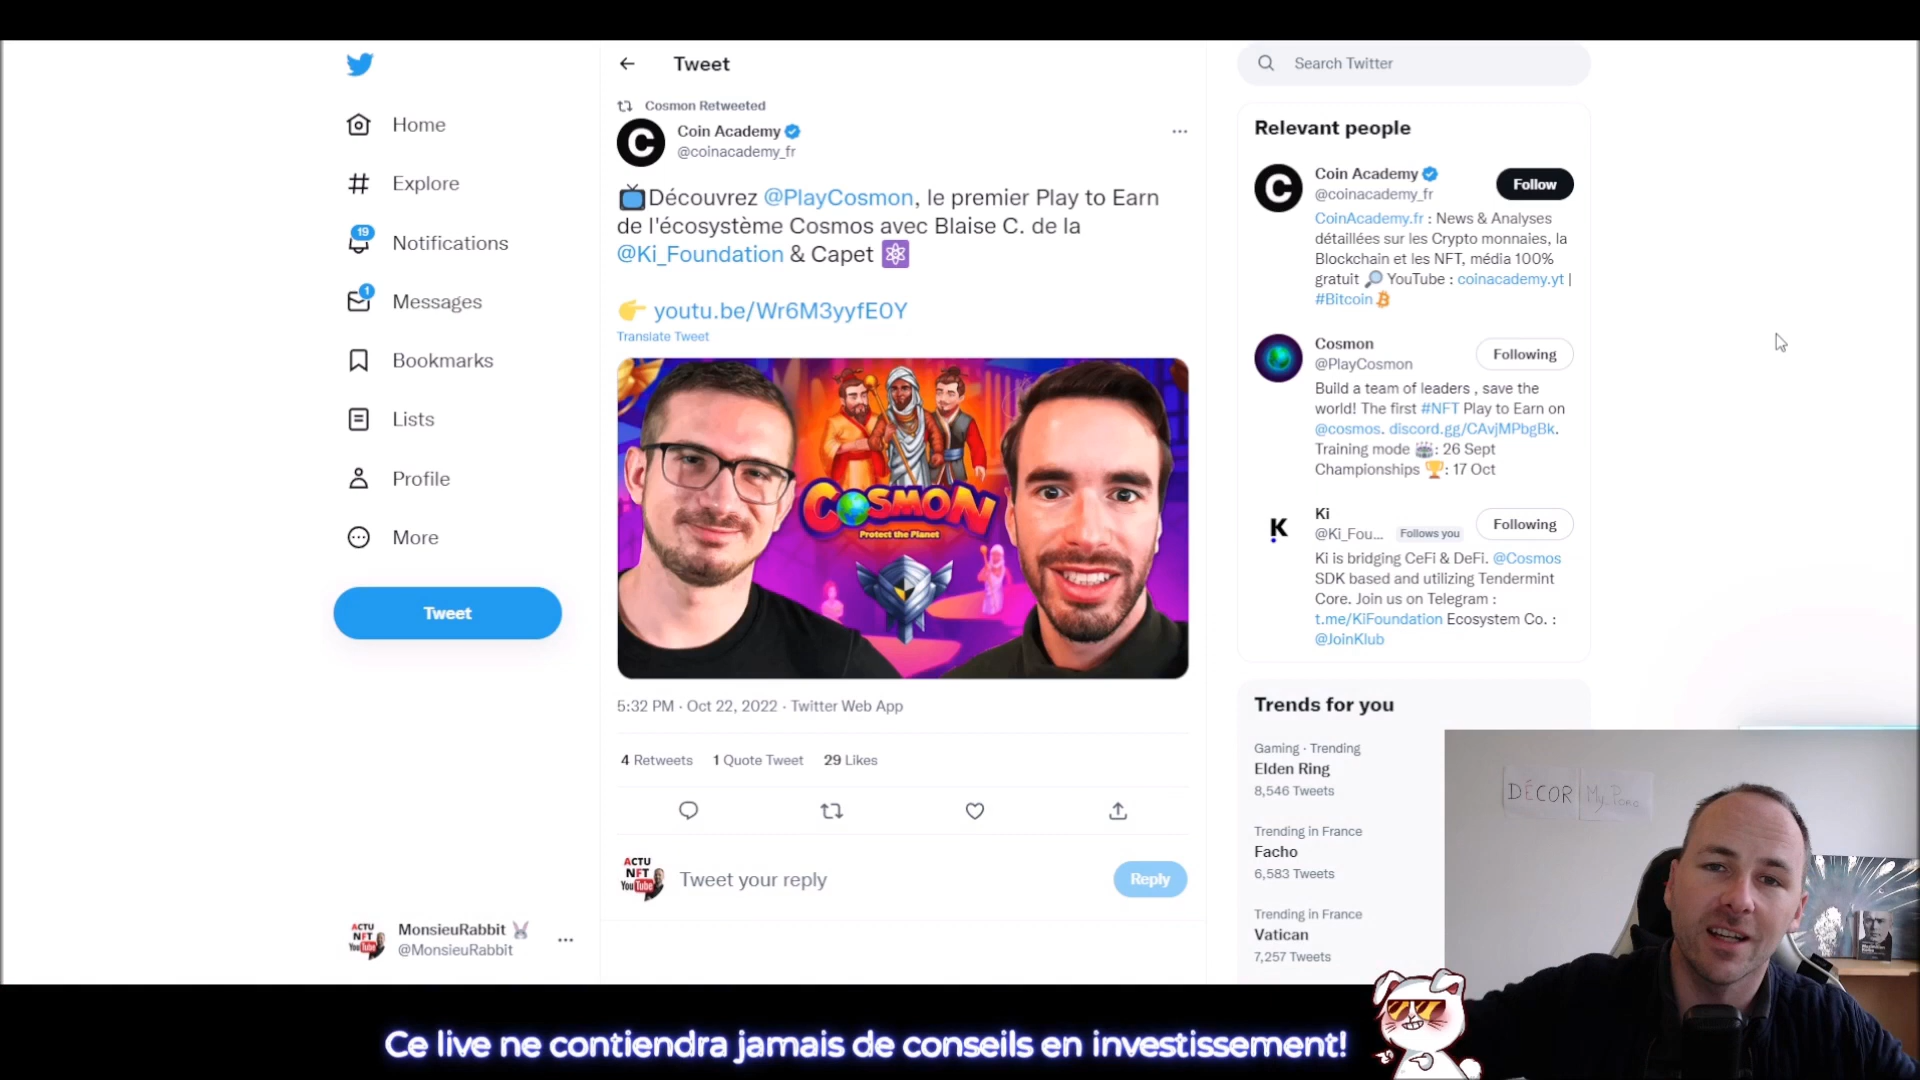 Home
Explore
19
Notifications
1
Messages
Bookmarks
Lists
Profile
More
Tweet
MonsieuRabbit
@MonsieuRabbit
···
Tweet
Cosmon Retweeted
C
Coin Academy
@coinacademy_fr
Découvrez @PlayCosmon, le premier Play to Earn
de l'écosystème Cosmos avec Blaise C. de la
@Ki_Foundation & Capet
youtu.be/Wr6M3yyfE0Y
Translate Tweet
COSMON
Protect the Planet
5:32 PM · Oct 22, 2022 · Twitter Web App
4 Retweets 1 Quote Tweet 29 Likes
ACTU
NFT
YouTube
Tweet your reply
Reply
Search Twitter
Relevant people
C
Coin Academy
@coinacademy_fr
Follow
CoinAcademy.fr : News & Analyses
détaillées sur les Crypto monnaies, la
Blockchain et les NFT, média 100%
gratuit YouTube : coinacademy.yt |
#Bitcoin
Cosmon
@PlayCosmon
Following
Build a team of leaders , save the
world! The first #NFT Play to Earn on
@cosmos. discord.gg/CAvjMPbgBk.
Training mode : 26 Sept
Championships : 17 Oct
K
Ki
@Ki_Fou... Follows you
Following
Ki is bridging CeFi & DeFi. @Cosmos
SDK based and utilizing Tendermint
Core. Join us on Telegram :
t.me/KiFoundation Ecosystem Co. :
@JoinKlub
Trends for you
Gaming · Trending
Elden Ring
8,546 Tweets
Trending in France
Facho
6,583 Tweets
Trending in France
Vatican
7,257 Tweets
DÉCOR
ACTU
NFT
YouTube
Ce live ne contiendra jamais de conseils en investissement!